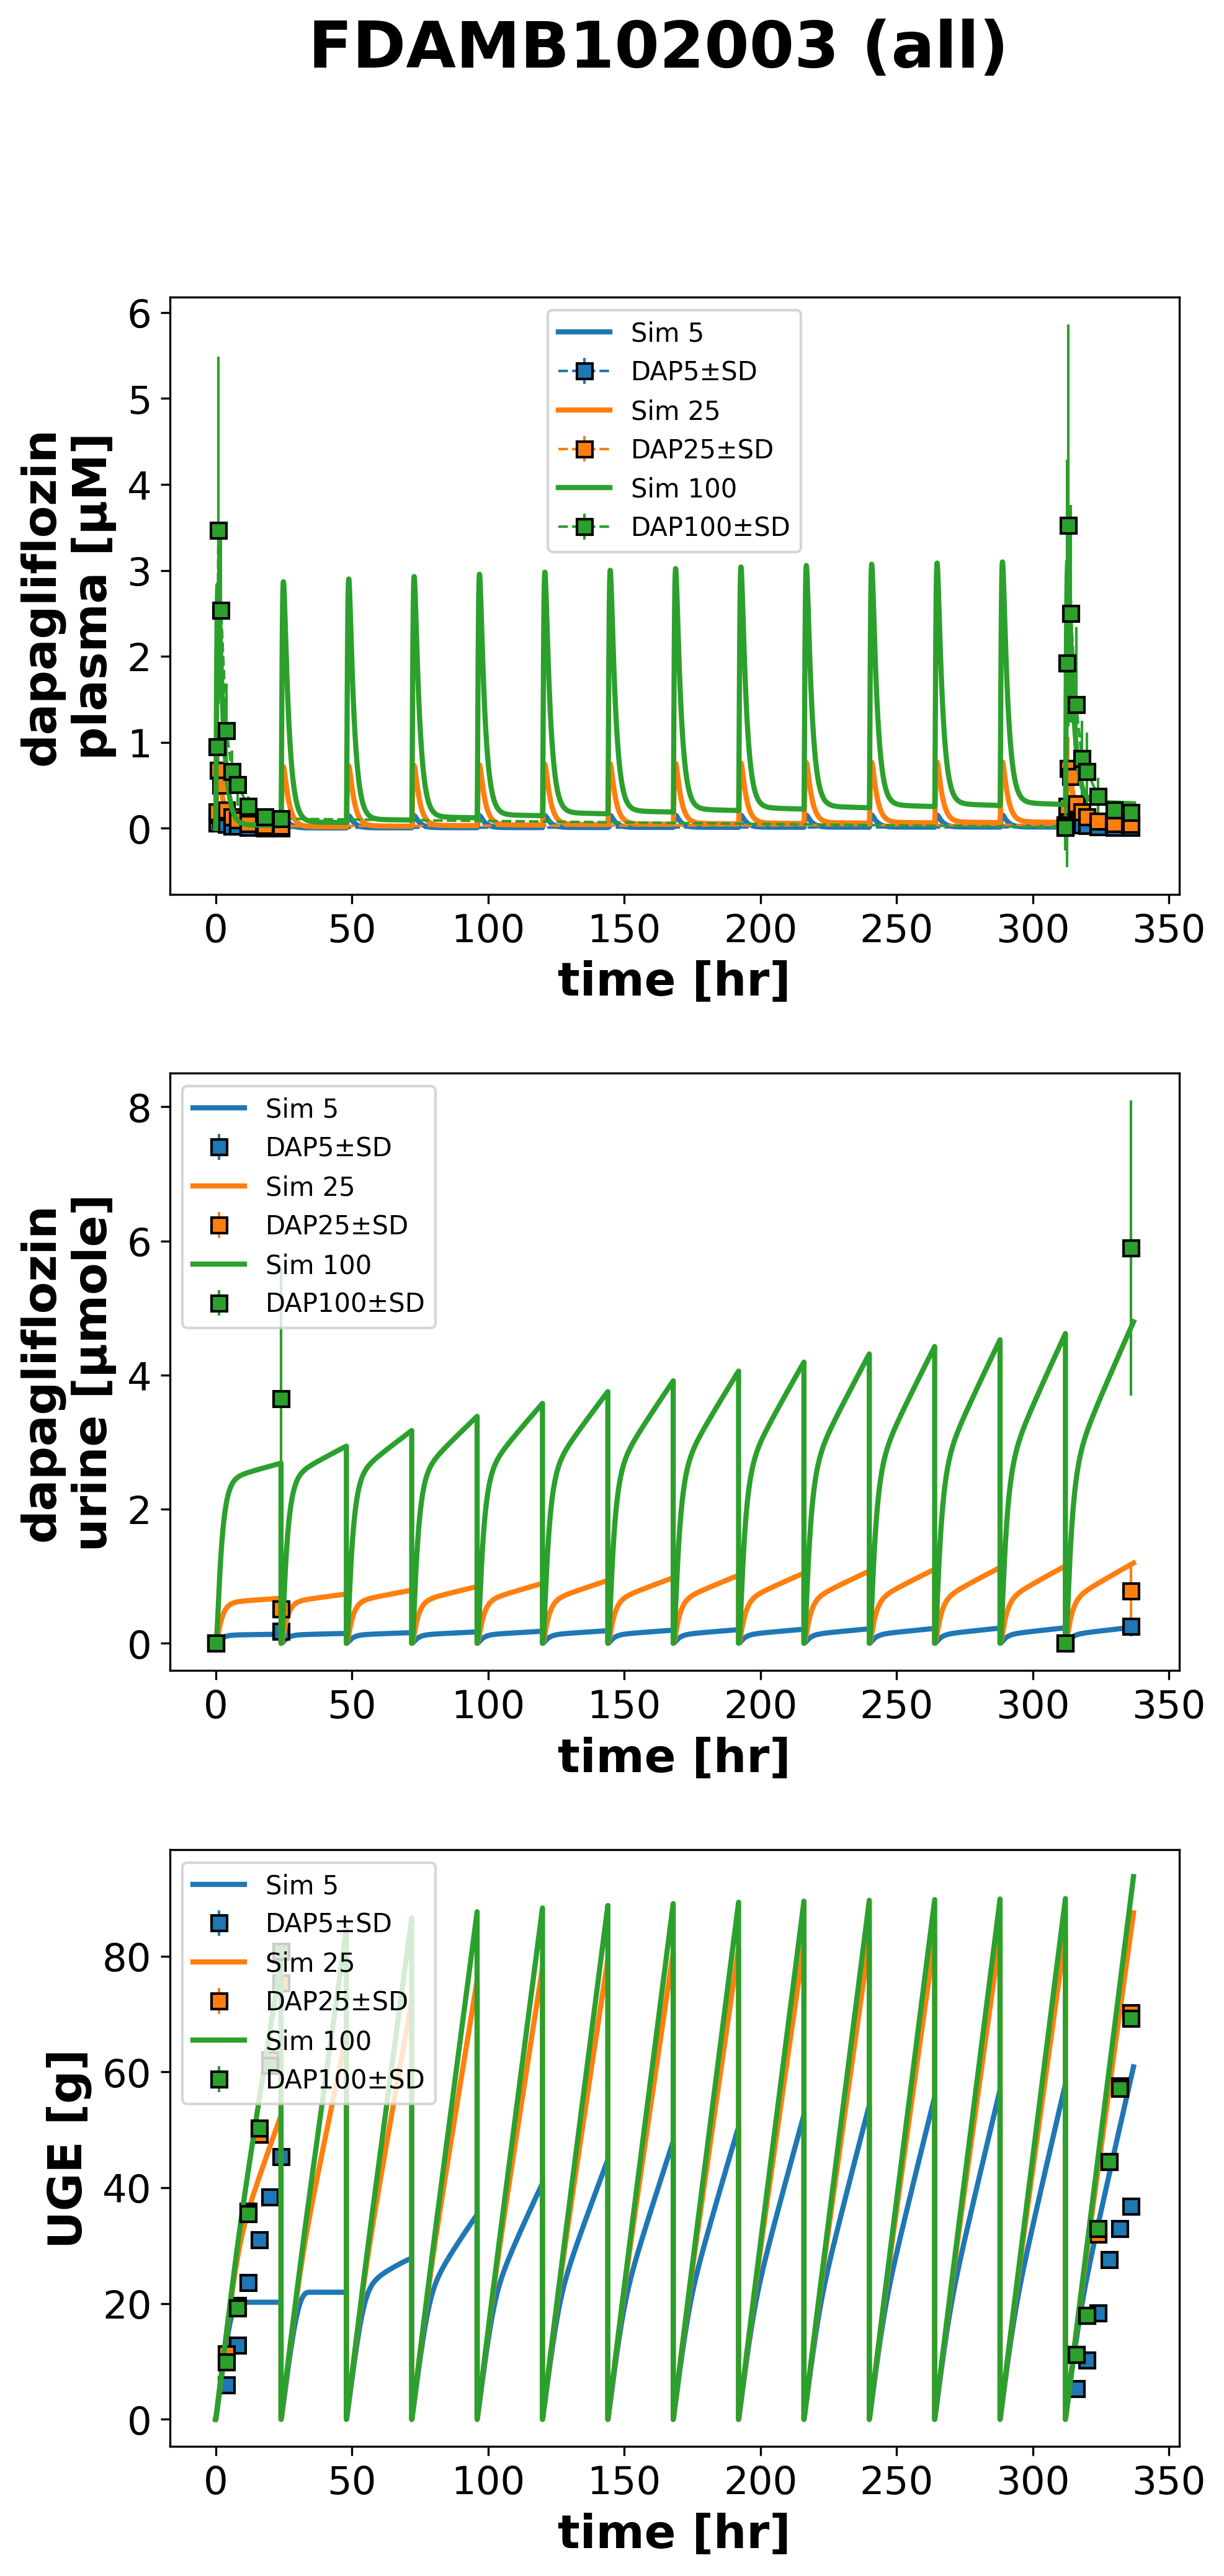 FDAMB102003 (all)
dapagliflozin
plasma [µM]
6
5
4
3
2
1
0
Sim 5
DAP5±SD
Sim 25
DAP25±SD
Sim 100
DAP100±SD
0 50 100 150 200 250 300 350
time [hr]
dapagliflozin
urine [µmole]
8
6
4
2
0
Sim 5
DAP5±SD
Sim 25
DAP25±SD
Sim 100
DAP100±SD
0 50 100 150 200 250 300 350
time [hr]
UGE [g]
80
60
40
20
0
Sim 5
DAP5±SD
Sim 25
DAP25±SD
Sim 100
DAP100±SD
0 50 100 150 200 250 300 350
time [hr]